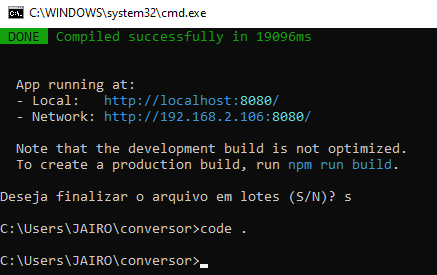 C:\WINDOWS\system32\cmd.exe
DONE Compiled successfully in 19096ms
App running at:
- Local: http://localhost:8080/
- Network: http://192.168.2.106:8080/
Note that the development build is not optimized.
To create a production build, run npm run build.
Deseja finalizar o arquivo em lotes (S/N)? s
C:\Users\JAIRO\conversor>code .
C:\Users\JAIRO\conversor>